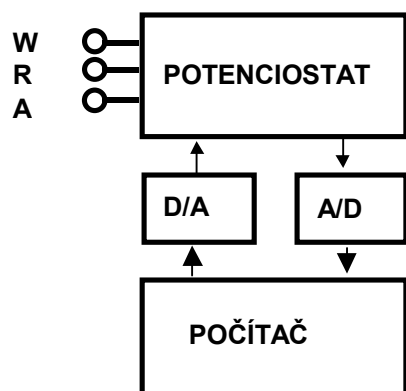 W
R
A
POTENCIOSTAT
D/A
A/D
POČÍTAČ